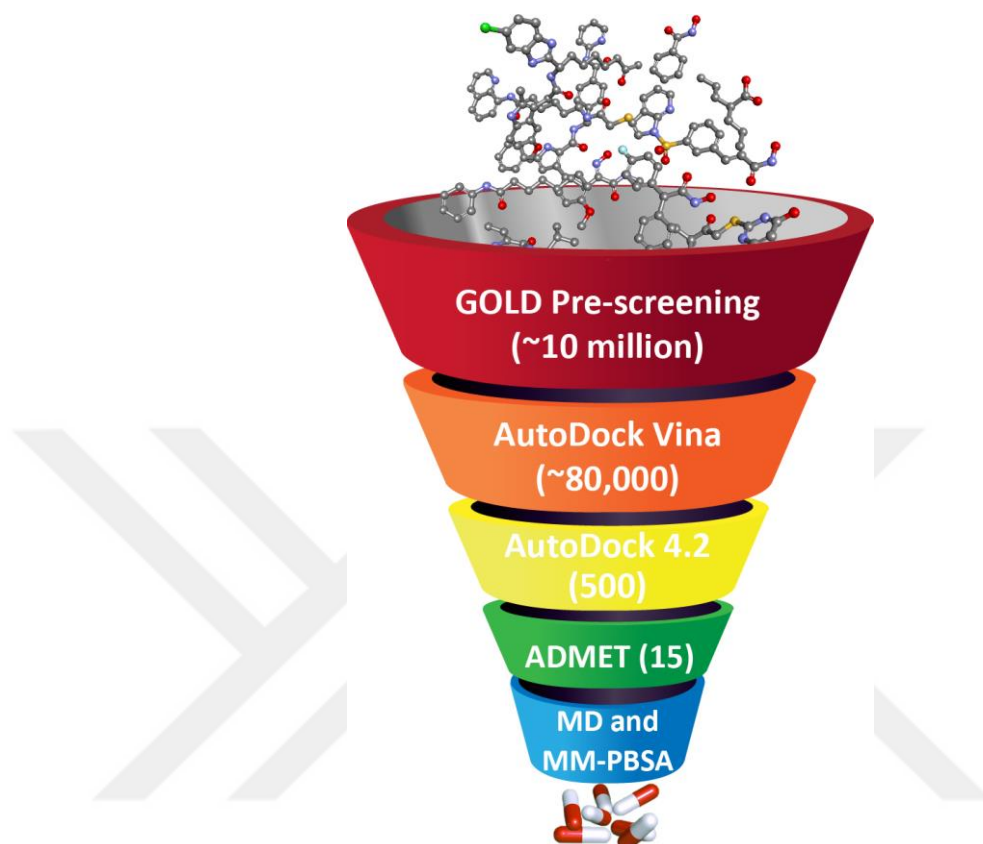 GOLD Pre-screening
(~10 million)
AutoDock Vina
(~80,000)
AutoDock 4.2
(500)
ADMET (15)
MD and
MM-PBSA